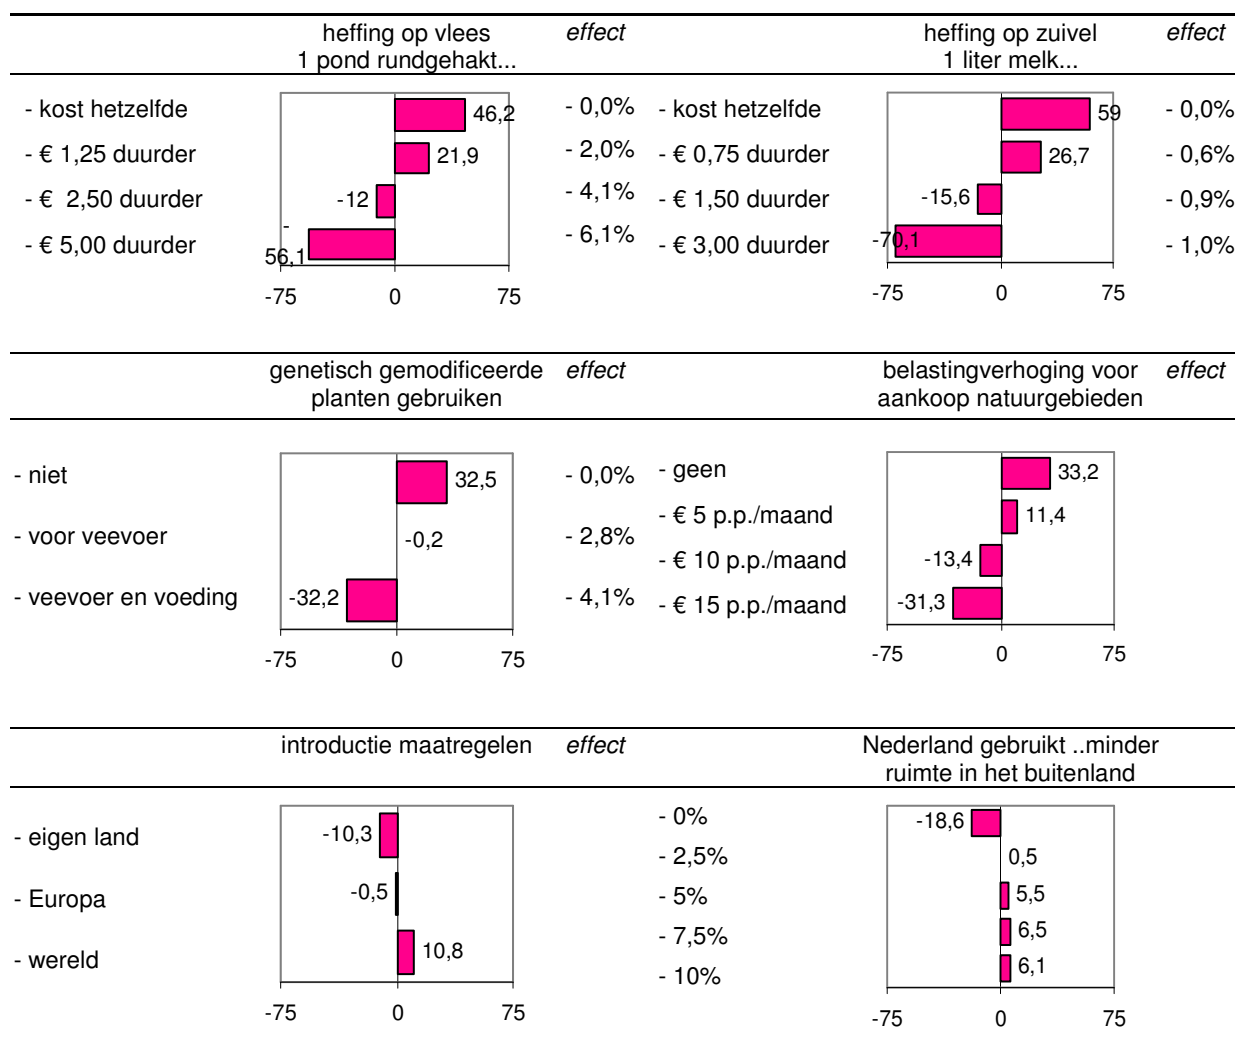 heffing op vlees
1 pond rundgehakt...
effect
- kost hetzelfde
46,2
- 0,0%
- € 1,25 duurder
21,9
- 2,0%
- € 2,50 duurder
-12
- 4,1%
- € 5,00 duurder
-
56,1
- 6,1%
-75 0 75
heffing op zuivel
1 liter melk...
effect
- kost hetzelfde
59
- 0,0%
- € 0,75 duurder
26,7
- 0,6%
- € 1,50 duurder
-15,6
- 0,9%
- € 3,00 duurder
-70,1
- 1,0%
-75 0 75
genetisch gemodificeerde
planten gebruiken
effect
- niet
32,5
- 0,0%
- voor veevoer
-0,2
- 2,8%
- veevoer en voeding
-32,2
- 4,1%
-75 0 75
belastingverhoging voor
aankoop natuurgebieden
effect
- geen
33,2
- € 5 p.p./maand
11,4
- € 10 p.p./maand
-13,4
- € 15 p.p./maand
-31,3
-75 0 75
introductie maatregelen
effect
- eigen land
-10,3
- Europa
-0,5
- wereld
10,8
-75 0 75
Nederland gebruikt ..minder
ruimte in het buitenland
- 0%
-18,6
- 2,5%
0,5
- 5%
5,5
- 7,5%
6,5
- 10%
6,1
-75 0 75